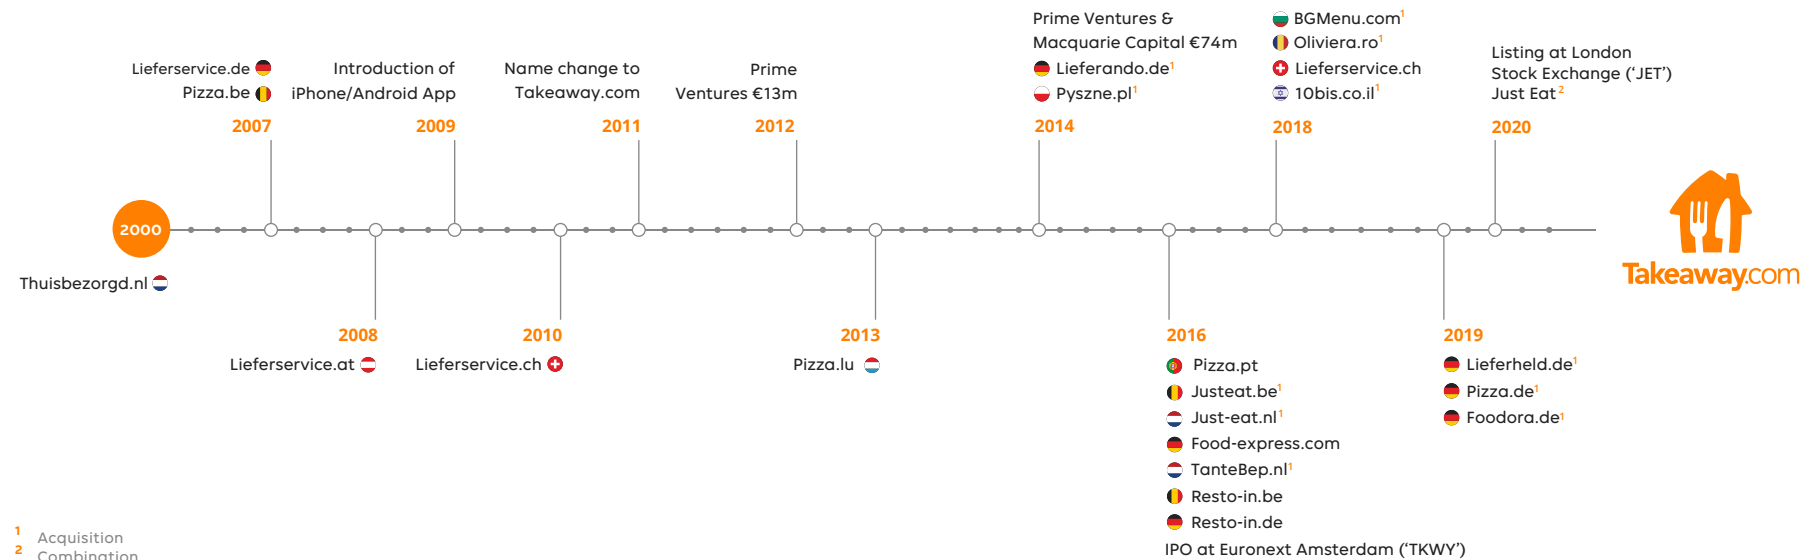 2000
Thuisbezorgd.nl
Lieferservice.de
Pizza.be
2007
Lieferservice.at
2008
Introduction of
iPhone/Android App
2009
2010
Lieferservice.ch
Name change to
Takeaway.com
2011
Prime
Ventures €13m
2012
2013
Pizza.lu
Prime Ventures &
Macquarie Capital €74m
Lieferando.de¹
Pyszne.pl¹
2014
2016
Pizza.pt
Justeat.be¹
Just-eat.nl¹
Food-express.com
TanteBep.nl¹
Resto-in.be
Resto-in.de
IPO at Euronext Amsterdam (‘TKWY’)
BGMenu.com¹
Oliviera.ro¹
Lieferservice.ch
10bis.co.il¹
2018
2019
Lieferheld.de¹
Pizza.de¹
Foodora.de¹
Listing at London
Stock Exchange (‘JET’)
Just Eat²
2020
Takeaway.com
¹ Acquisition
² Combination